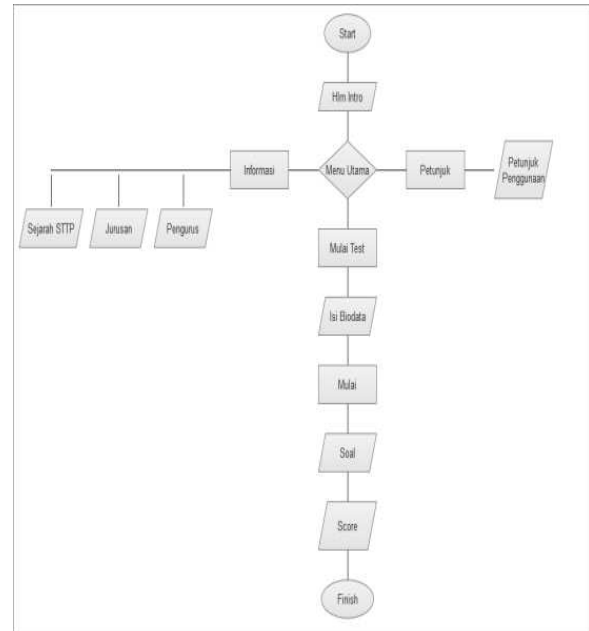 Start
Hlm Intro
Informasi
Menu Utama
Petunjuk
Petunjuk
Penggunaan
Sejarah STTP
Jurusan
Pengurus
Mulai Test
Isi Biodata
Mulai
Soal
Score
Finish